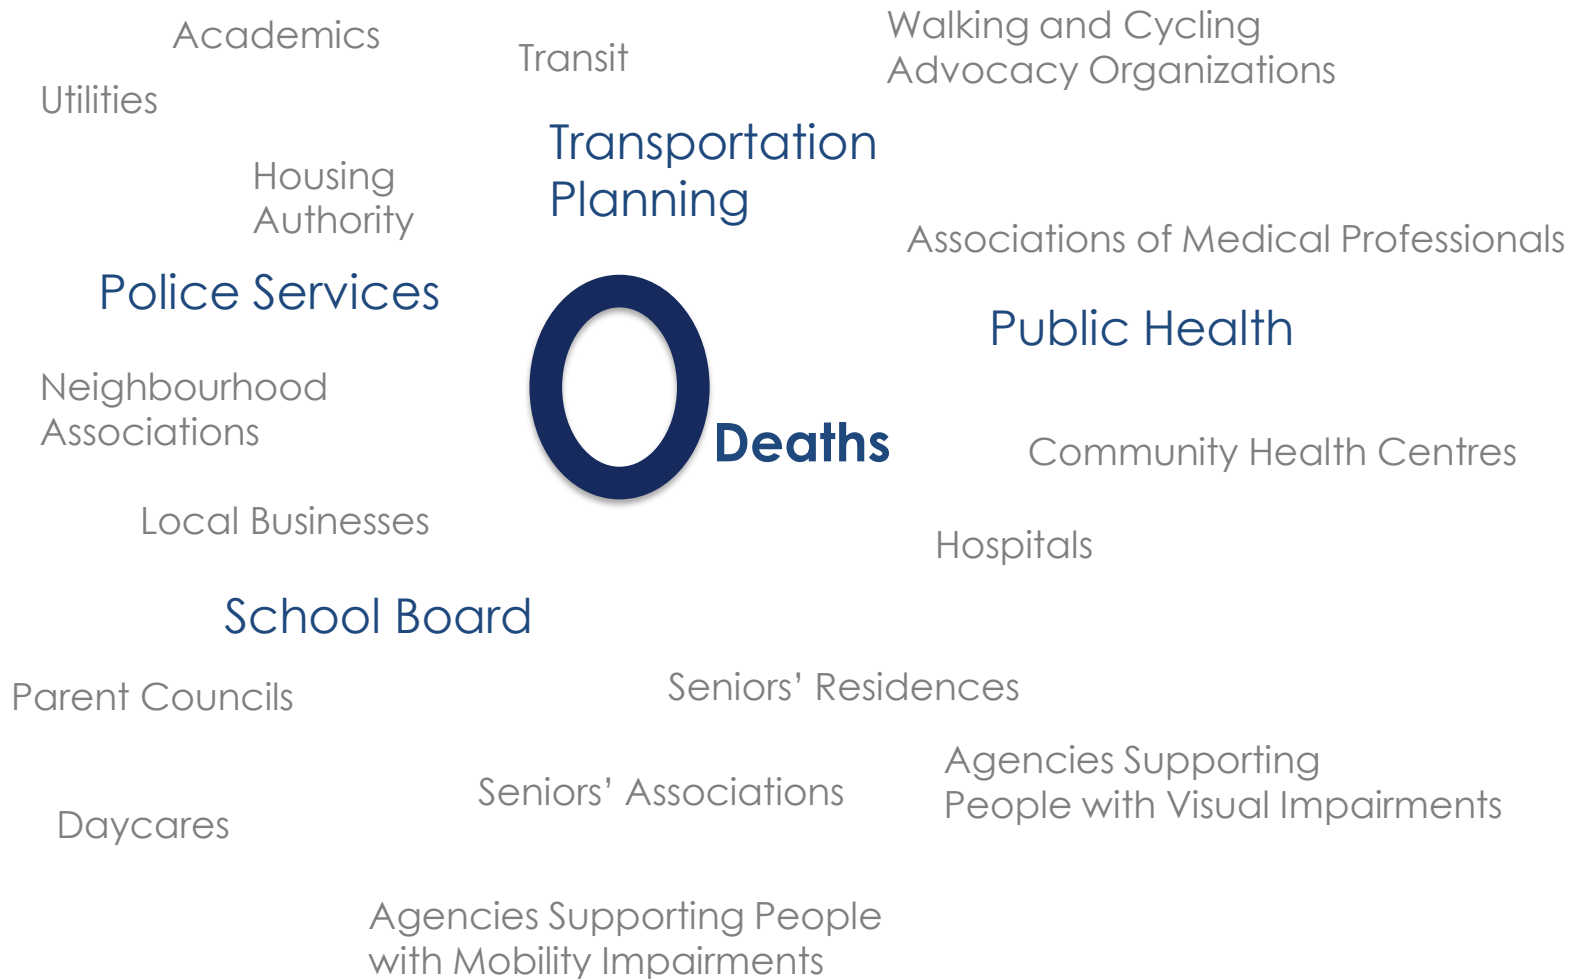 Academics
Transit
Walking and Cycling
Advocacy Organizations
Utilities
Transportation
Planning
Housing
Authority
Associations of Medical Professionals
Police Services
Public Health
0
Deaths
Neighbourhood
Associations
Community Health Centres
Local Businesses
Hospitals
School Board
Parent Councils
Seniors’ Residences
Agencies Supporting
People with Visual Impairments
Seniors’ Associations
Daycares
Agencies Supporting People
with Mobility Impairments